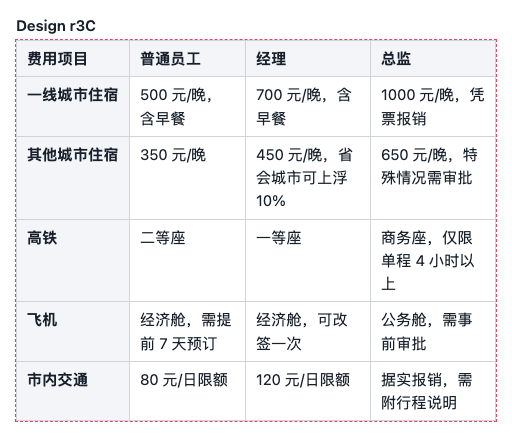 Design r3C
费用项目 普通员工 经理 总监
一线城市住宿 500 元/晚，含早餐 700 元/晚，含早餐 1000 元/晚，凭票报销
其他城市住宿 350 元/晚 450 元/晚，省会城市可上浮 10% 650 元/晚，特殊情况需审批
高铁 二等座 一等座 商务座，仅限单程 4 小时以上
飞机 经济舱，需提前 7 天预订 经济舱，可改签一次 公务舱，需事前审批
市内交通 80 元/日限额 120 元/日限额 据实报销，需附行程说明